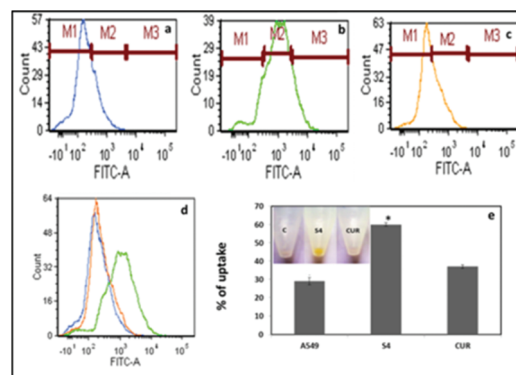 M1 M2 M3 a
Count
57
43
28
14
0
-10¹ 10² 10³ 10⁴ 10⁵
FITC-A
M1 M2 M3 b
Count
39
29
20
10
0
-10¹ 10² 10³ 10⁴ 10⁵
FITC-A
M1 M2 M3 c
Count
63
47
32
16
0
-10¹ 10² 10³ 10⁴ 10⁵
FITC-A
d
Count
64
48
32
16
0
-10¹ 10² 10³ 10⁴ 10⁵
FITC-A
e
% of uptake
70
60
50
40
30
20
10
0
C S4 CUR
*
A549 S4 CUR